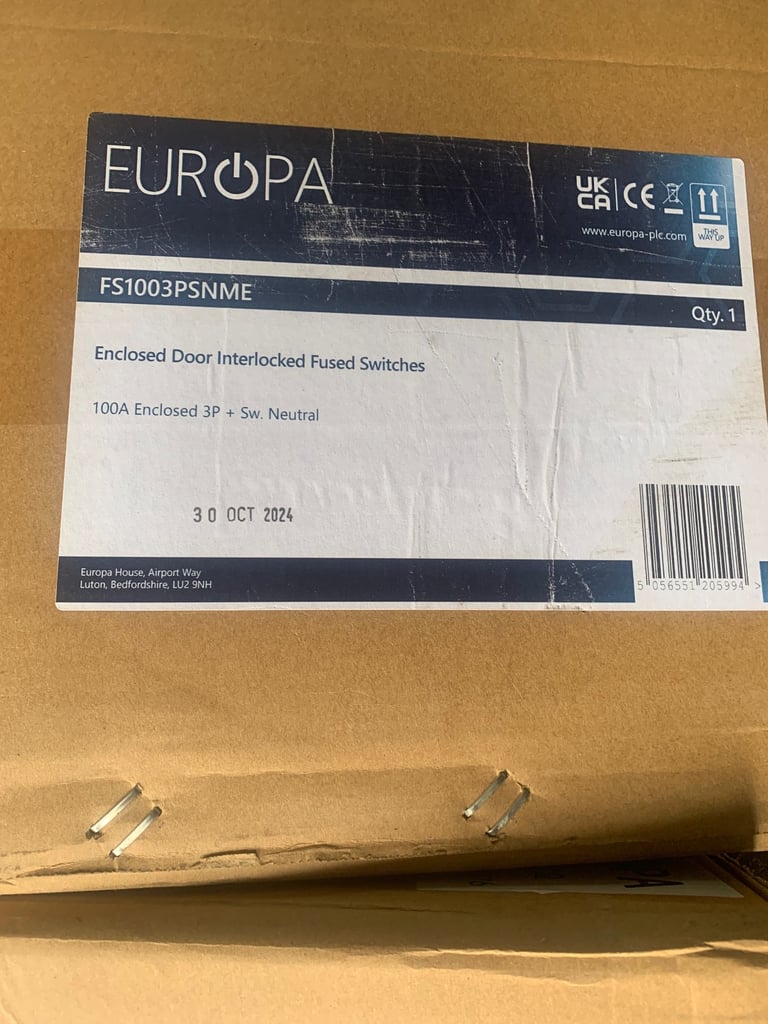 EUROPA
UK
CA CE
www.europa-plc.com
THIS
WAY UP
FS1003PSNME
Qty. 1
Enclosed Door Interlocked Fused Switches
100A Enclosed 3P + Sw. Neutral
30 OCT 2024
Europa House, Airport Way
Luton, Bedfordshire, LU2 9NH
5 056551 205994 >